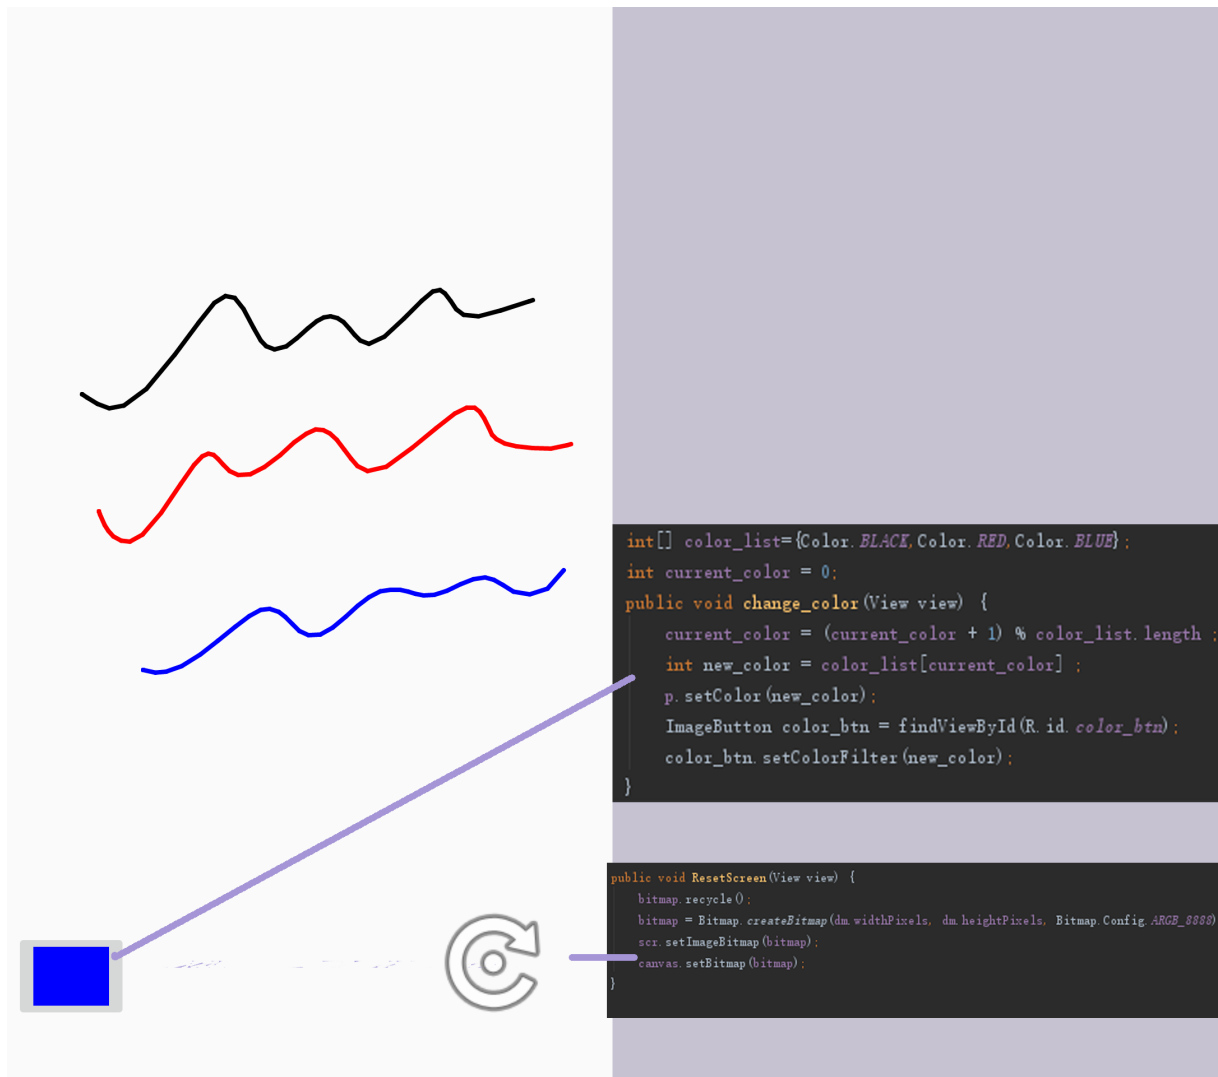 int[] color_list={Color.BLACK,Color.RED,Color.BLUE};
int current_color = 0;
public void change_color(View view) {
current_color = (current_color + 1) % color_list.length ;
int new_color = color_list[current_color] ;
p.setColor(new_color);
ImageButton color_btn = findViewById(R.id.color_btn);
color_btn.setColorFilter(new_color);
}
public void ResetScreen(View view) {
bitmap.recycle();
bitmap = Bitmap.createBitmap(dm.widthPixels, dm.heightPixels, Bitmap.Config.ARGB_8888)
scr.setImageBitmap(bitmap);
canvas.setBitmap(bitmap);
}